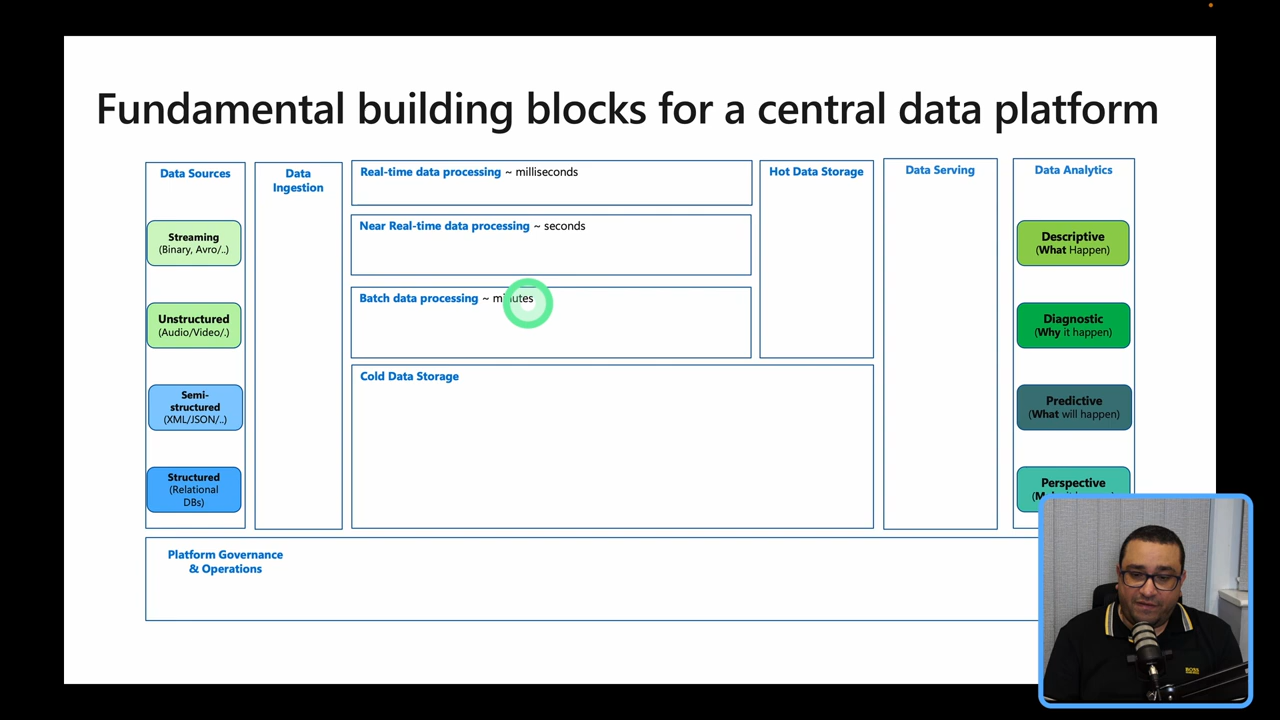 Fundamental building blocks for a central data platform
Data Sources
Streaming
(Binary, Avro/..)
Unstructured
(Audio/Video/.)
Semi-
structured
(XML/JSON/..)
Structured
(Relational
DBs)
Data
Ingestion
Real-time data processing ~ milliseconds
Near Real-time data processing ~ seconds
Batch data processing ~ minutes
Cold Data Storage
Hot Data Storage
Data Serving
Data Analytics
Descriptive
(What Happen)
Diagnostic
(Why it happen)
Predictive
(What will happen)
Perspective
Platform Governance
& Operations
BOSS